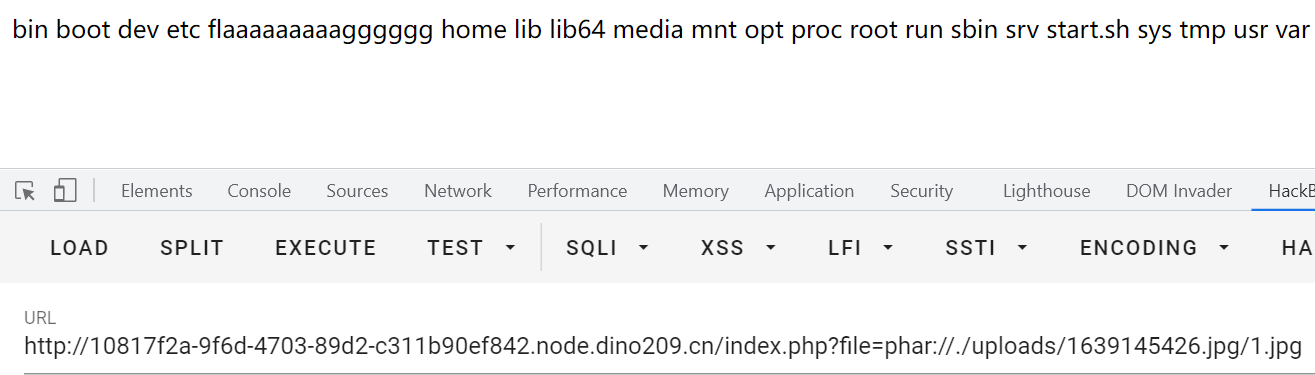 bin boot dev etc flaaaaaaaaagggggg home lib lib64 media mnt opt proc root run sbin srv start.sh sys tmp usr var
Elements Console Sources Network Performance Memory Application Security Lighthouse DOM Invader HackB
LOAD SPLIT EXECUTE TEST SQLI XSS LFI SSTI ENCODING HA
URL
http://10817f2a-9f6d-4703-89d2-c311b90ef842.node.dino209.cn/index.php?file=phar://./uploads/1639145426.jpg/1.jpg